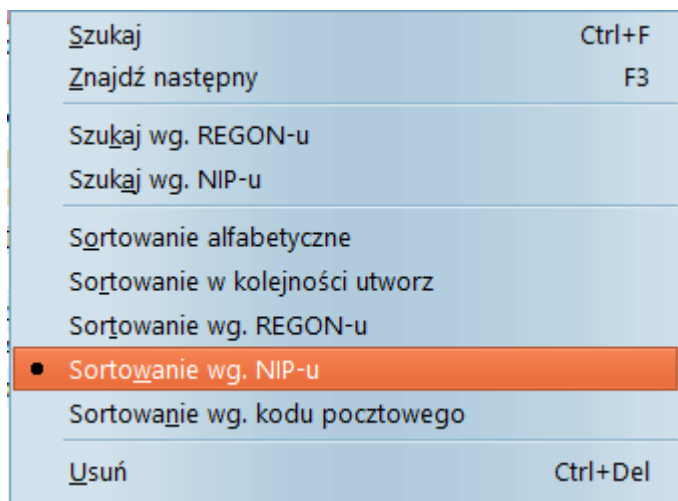 Szukaj Ctrl+F
Znajdź następny F3
Szukaj wg. REGON-u
Szukaj wg. NIP-u
Sortowanie alfabetyczne
Sortowanie w kolejności utworz
Sortowanie wg. REGON-u
Sortowanie wg. NIP-u
Sortowanie wg. kodu pocztowego
Usuń Ctrl+Del